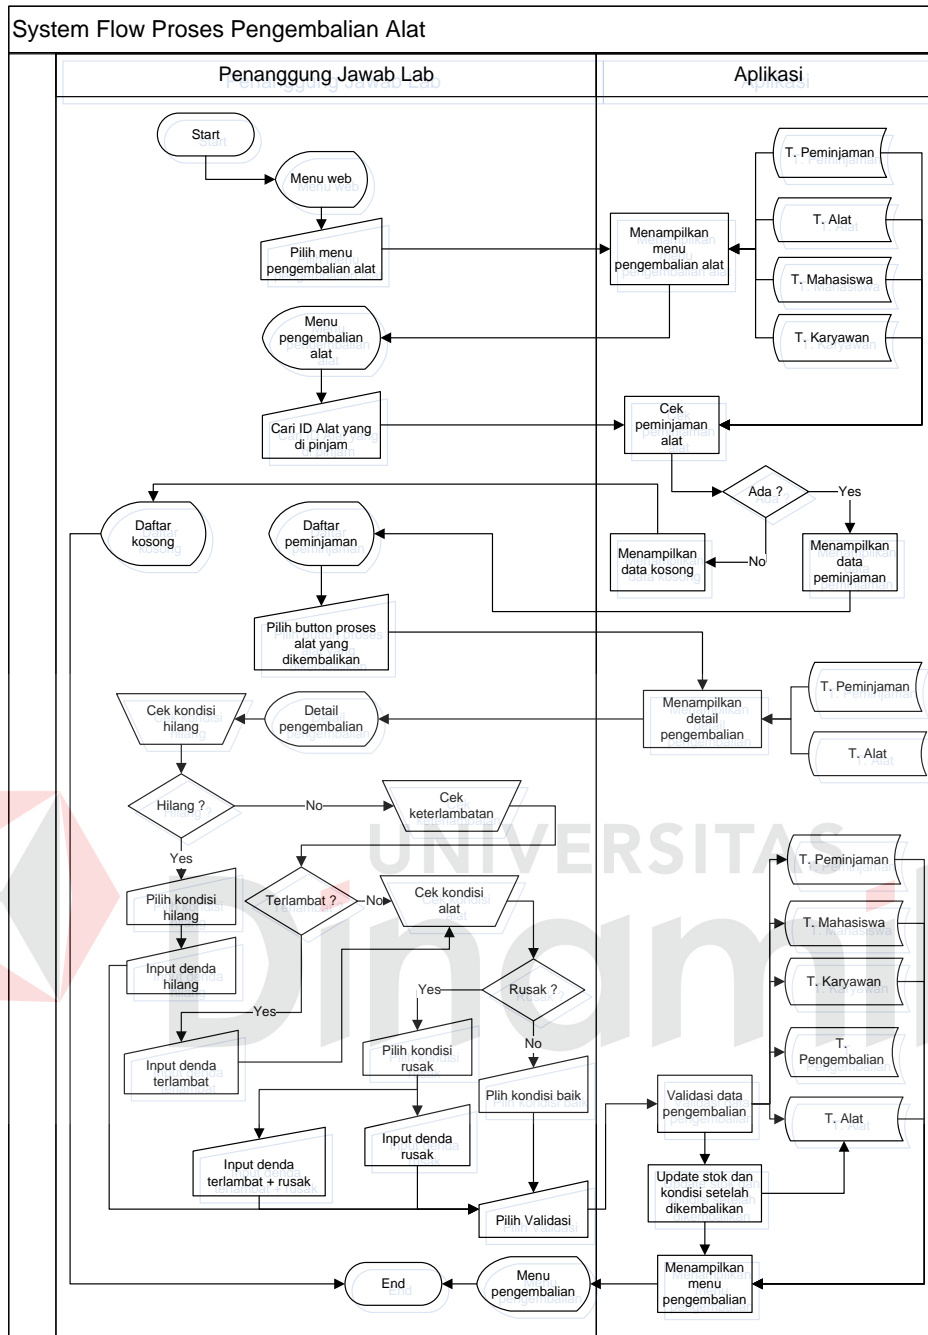 System Flow Proses Pengembalian Alat
Penanggung Jawab Lab
Aplikasi
Start
Menu web
Pilih menu
pengembalian alat
Menampilkan
menu
pengembalian alat
T. Peminjaman
T. Alat
T. Mahasiswa
T. Karyawan
Menu
pengembalian
alat
Cari ID Alat yang
di pinjam
Cek
peminjaman
alat
Ada ?
Yes
No
Daftar
kosong
Daftar
peminjaman
Menampilkan
data kosong
Menampilkan
data
peminjaman
Pilih button proses
alat yang
dikembalikan
Cek kondisi
hilang
Detail
pengembalian
Menampilkan
detail
pengembalian
T. Peminjaman
T. Alat
Hilang ?
No
Cek
keterlambatan
Yes
UNIVERSITAS
Dinami
T. Peminjaman
Pilih kondisi
hilang
Terlambat ?
No
Cek kondisi
alat
T. Mahasiswa
Input denda
hilang
Yes
Yes
Rusak ?
T. Karyawan
No
Input denda
terlambat
Pilih kondisi
rusak
T.
Pengembalian
Plih kondisi baik
Validasi data
pengembalian
T. Alat
Input denda
terlambat + rusak
Input denda
rusak
Update stok dan
kondisi setelah
dikembalikan
Pilih Validasi
End
Menu
pengembalian
Menampilkan
menu
pengembalian